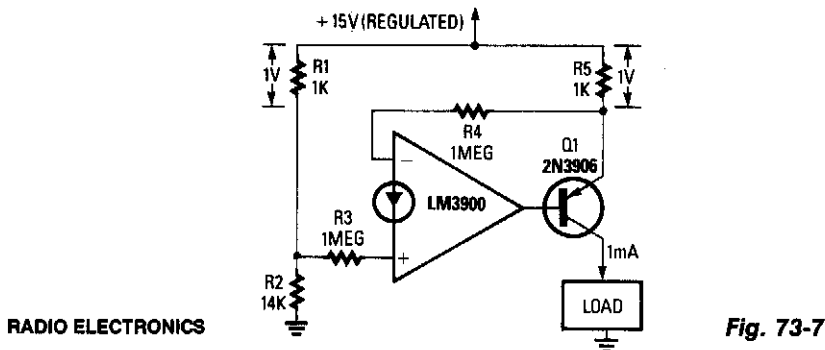 + 15V (REGULATED)
1V
R1
1K
R5
1K
1V
R4
1MEG
Q1
2N3906
−
LM3900
R3
1MEG
+
1mA
R2
14K
LOAD
RADIO ELECTRONICS
Fig. 73-7